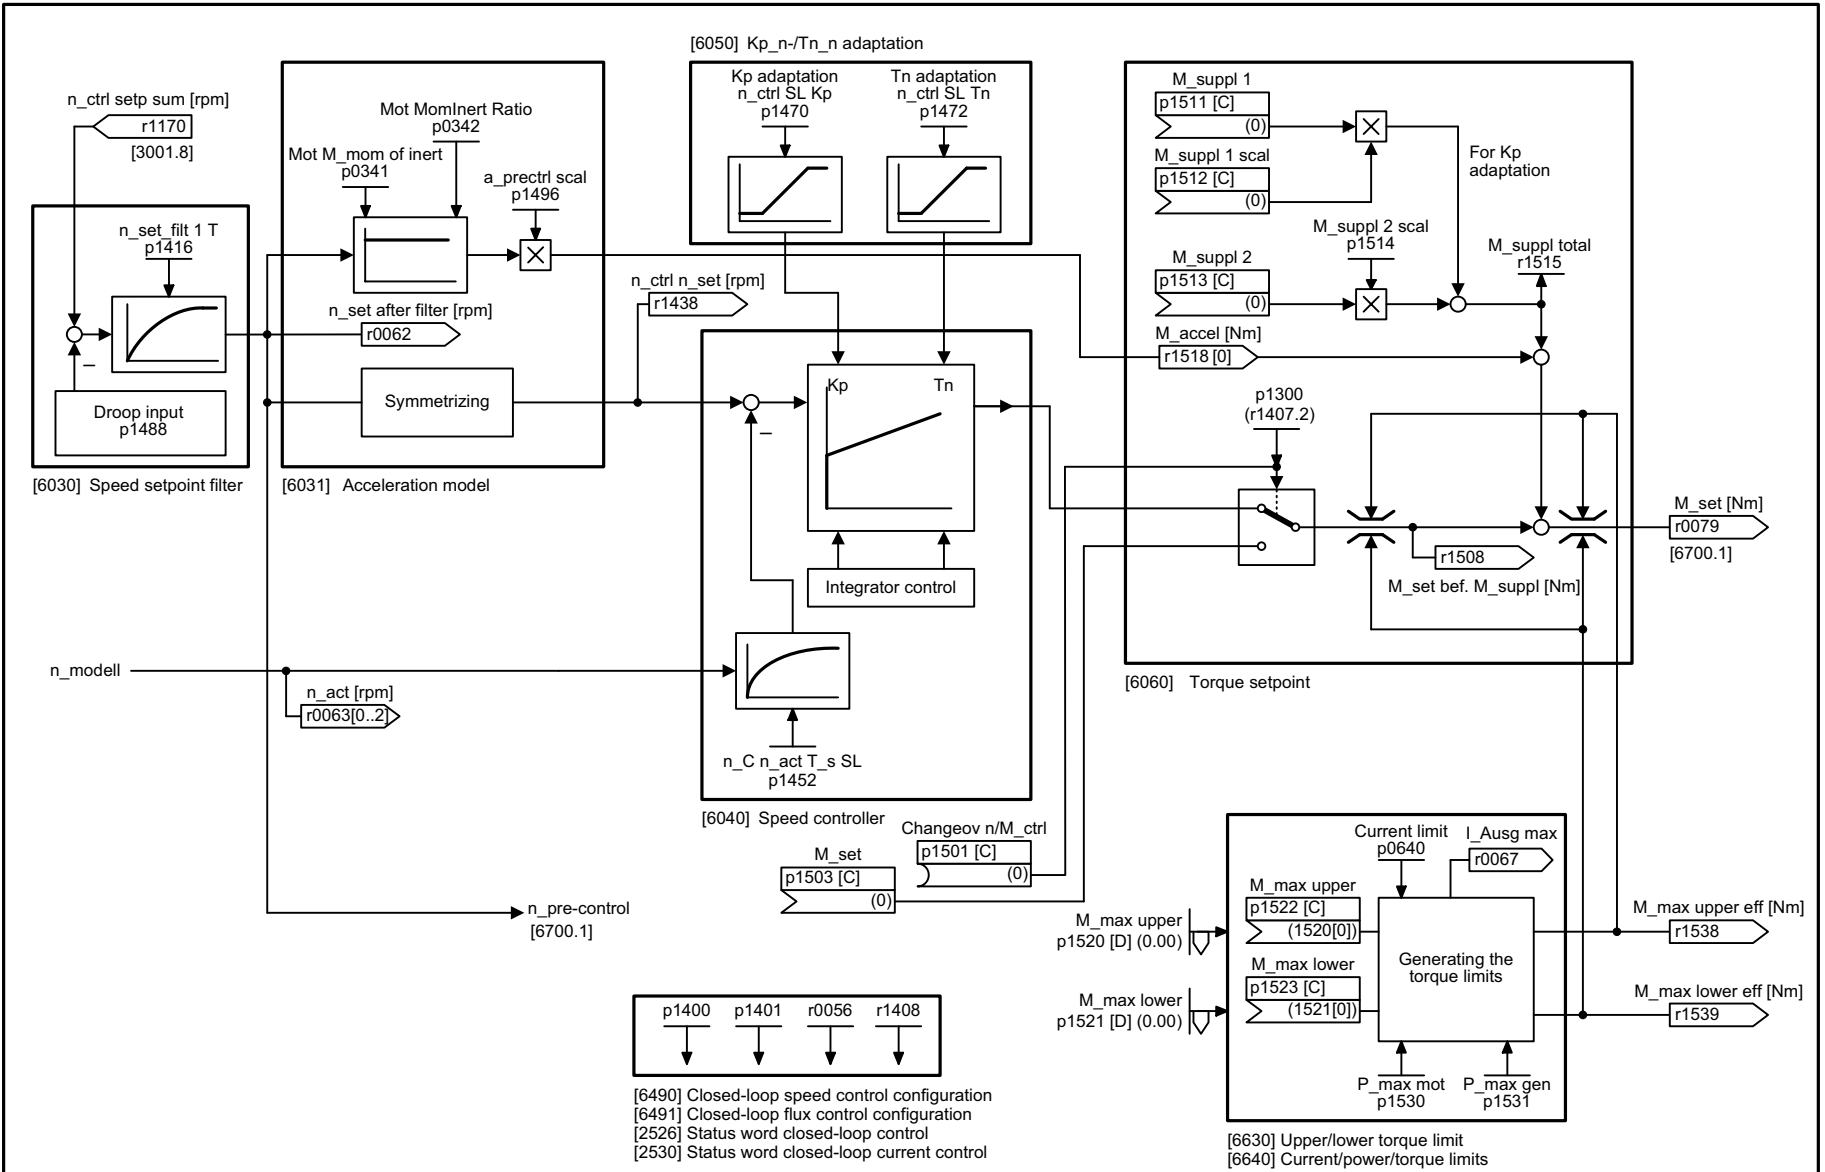 [6050] Kp_n-/Tn_n adaptation
n_ctrl setp sum [rpm]
r1170
[3001.8]
n_set_filt 1 T
p1416
Droop input
p1488
[6030] Speed setpoint filter
Mot MomInert Ratio
p0342
Mot M_mom of inert
p0341
a_prectrl scal
p1496
n_set after filter [rpm]
r0062
Symmetrizing
[6031] Acceleration model
Kp adaptation
n_ctrl SL Kp
p1470
Tn adaptation
n_ctrl SL Tn
p1472
n_ctrl n_set [rpm]
r1438
Kp
Tn
–
–
Integrator control
n_C n_act T_s SL
p1452
[6040] Speed controller
n_modell
n_act [rpm]
r0063[0..2]
n_pre-control
[6700.1]
M_set
p1503 [C]
(0)
Changeov n/M_ctrl
p1501 [C]
(0)
M_suppl 1
p1511 [C]
(0)
M_suppl 1 scal
p1512 [C]
(0)
For Kp
adaptation
M_suppl 2 scal
p1514
M_suppl 2
p1513 [C]
(0)
M_suppl total
r1515
M_accel [Nm]
r1518 [0]
p1300
(r1407.2)
r1508
M_set bef. M_suppl [Nm]
M_set [Nm]
r0079
[6700.1]
[6060] Torque setpoint
Current limit
p0640
I_Ausg max
r0067
M_max upper
p1522 [C]
(1520[0])
M_max upper
p1520 [D] (0.00)
M_max lower
p1523 [C]
(1521[0])
M_max lower
p1521 [D] (0.00)
Generating the
torque limits
M_max upper eff [Nm]
r1538
M_max lower eff [Nm]
r1539
P_max mot
p1530
P_max gen
p1531
[6630] Upper/lower torque limit
[6640] Current/power/torque limits
p1400 p1401 r0056 r1408
[6490] Closed-loop speed control configuration
[6491] Closed-loop flux control configuration
[2526] Status word closed-loop control
[2530] Status word closed-loop current control